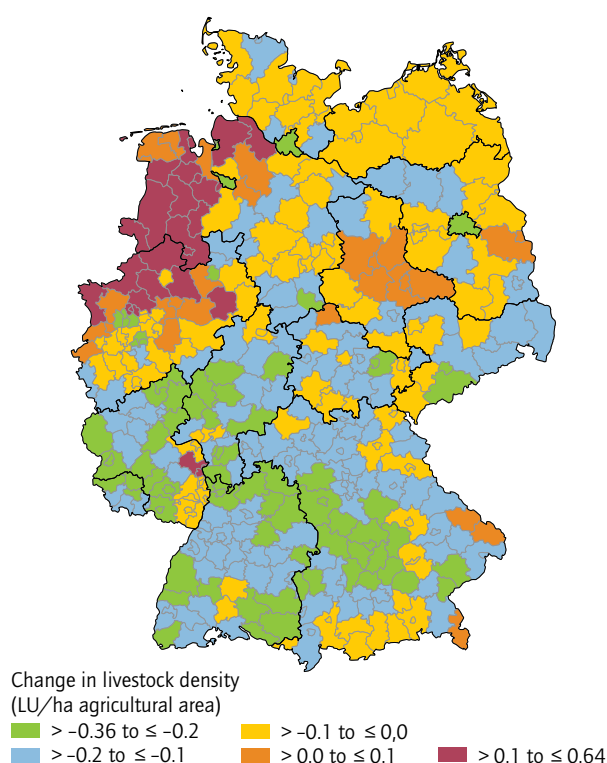 Change in livestock density
(LU/ha agricultural area)
> –0.36 to ≤ –0.2
> –0.1 to ≤ 0,0
> –0.2 to ≤ –0.1
> 0.0 to ≤ 0.1
> 0.1 to ≤ 0.64